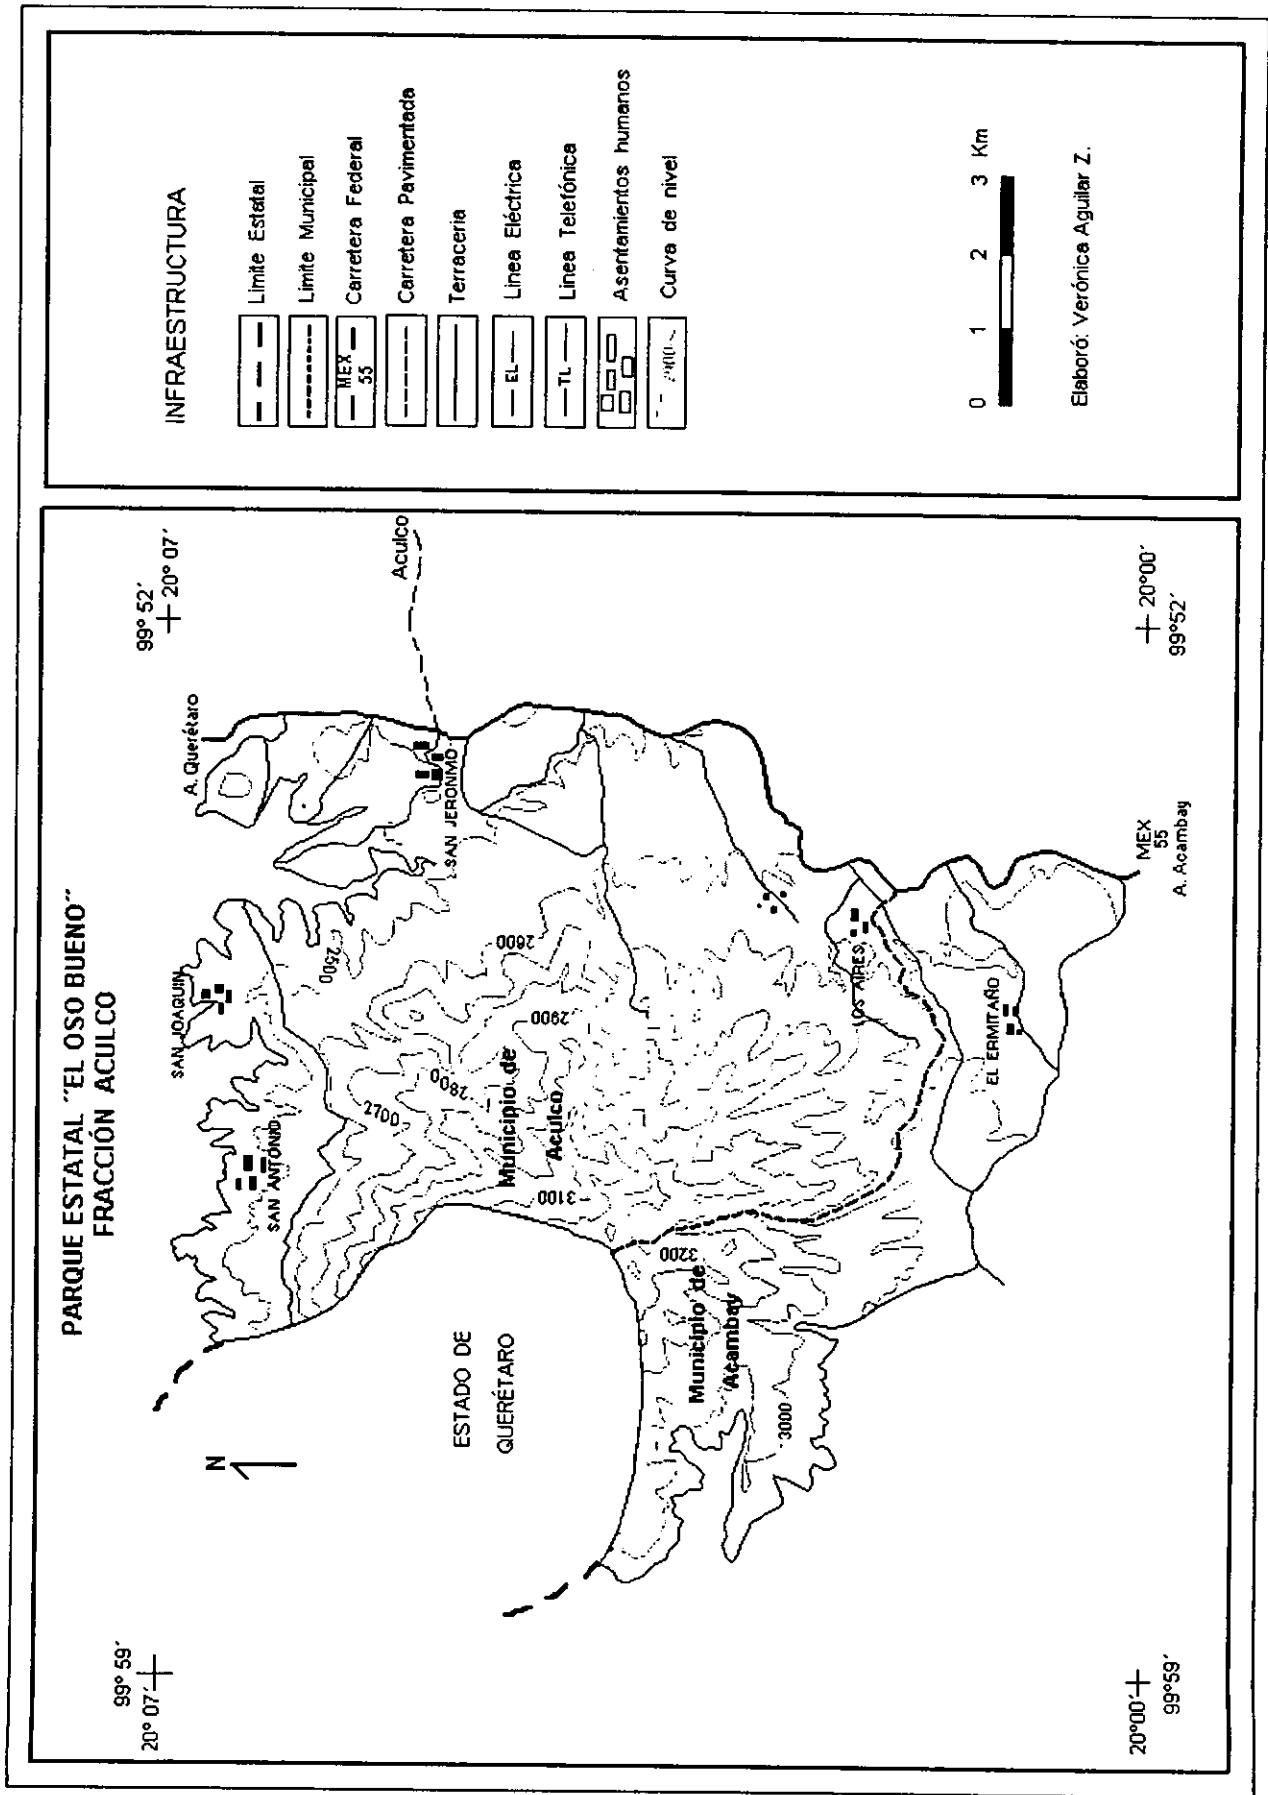 PARQUE ESTATAL "EL OSO BUENO"
FRACCIÓN ACULCO
99° 59´
20° 07´
99° 52´
20° 07´
N
A. Querétaro
SAN JOAQUIN
SAN ANTONIO
Aculco
SAN JERONIMO
2500
2600
2700
2800
2900
Municipio de
Aculco
3100
ESTADO DE
QUERÉTARO
3200
Municipio de
Acambay
3000
LOS AIRES
EL ERMITAÑO
MEX
55
A. Acambay
20°00´
99°59´
20°00´
99°52´
INFRAESTRUCTURA
Limite Estatal
Limite Municipal
MEX
55
Carretera Federal
Carretera Pavimentada
Terraceria
EL
Linea Eléctrica
TL
Linea Telefónica
Asentamientos humanos
2900
Curva de nivel
0 1 2 3 Km
Elaboró: Verónica Aguilar Z.